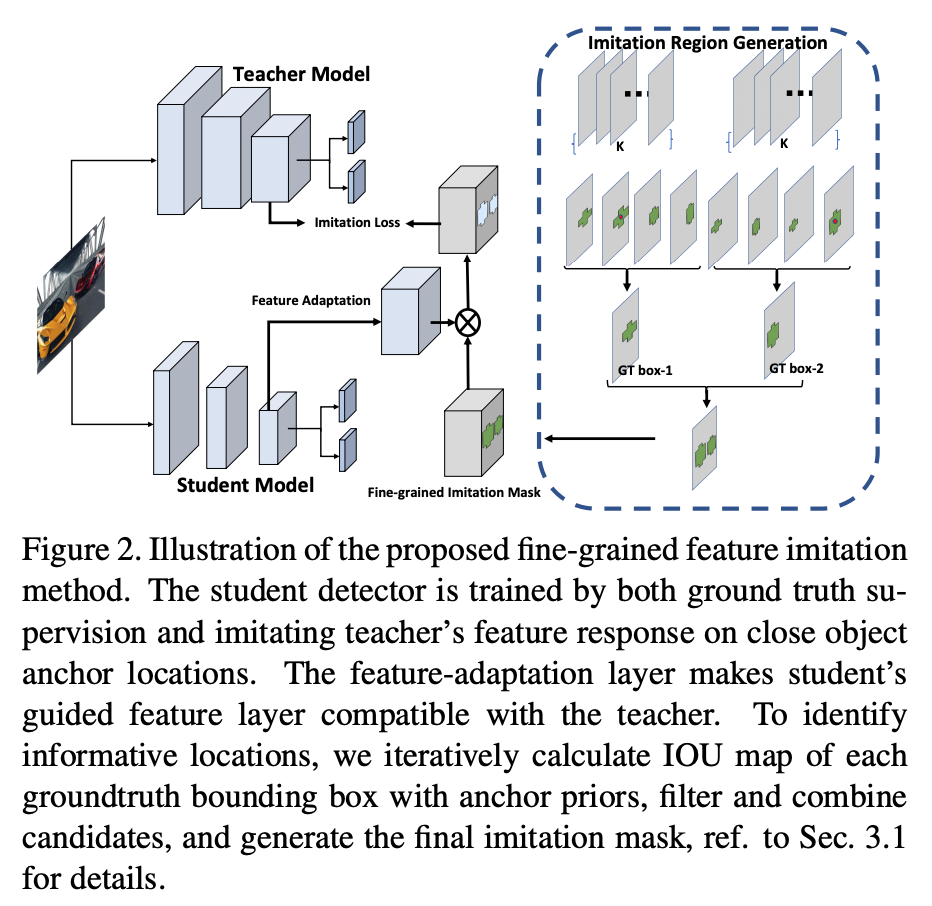 Imitation Region Generation
Teacher Model
K
K
Imitation Loss
Feature Adaptation
GT box-1
GT box-2
Student Model
Fine-grained Imitation Mask
Figure 2. Illustration of the proposed fine-grained feature imitation
method. The student detector is trained by both ground truth su-
pervision and imitating teacher's feature response on close object
anchor locations. The feature-adaptation layer makes student's
guided feature layer compatible with the teacher. To identify
informative locations, we iteratively calculate IOU map of each
groundtruth bounding box with anchor priors, filter and combine
candidates, and generate the final imitation mask, ref. to Sec. 3.1
for details.